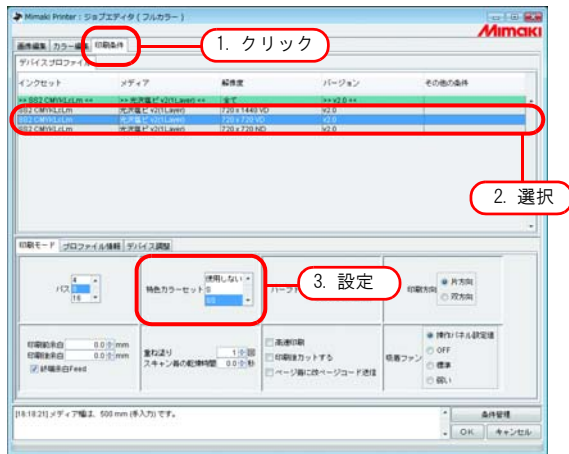 Mimaki Printer : ジョブエディタ ( フルカラー )
Mimaki
画像編集 カラー編集 印刷条件
1. クリック
デバイスプロファイル
インクセット メディア 解像度 バージョン その他の条件
** SS2 CMYKLcLm ** ** 光沢塩ビ v2(1Layer) ** 全て ** v2.0 **
SS2 CMYKLcLm 光沢塩ビ v2(1Layer) 720 x 1440 VD v2.0
SS2 CMYKLcLm 光沢塩ビ v2(1Layer) 720 x 720 VD v2.0
SS2 CMYKLcLm 光沢塩ビ v2(1Layer) 720 x 720 ND v2.0
2. 選択
印刷モード プロファイル情報 デバイス調整
パス 4 8 16
特色カラーセット 使用しない S SS
3. 設定
印刷方向 片方向 双方向
印刷前余白 0.0 mm
印刷後余白 0.0 mm
終端余白Feed
重ね塗り 1 回
スキャン毎の乾燥時間 0.0 秒
高速印刷
印刷後カットする
ページ毎に改ページコード送信
吸着ファン 操作パネル設定値 OFF 標準 弱い
[18:18:21] メディア幅は、500 mm (手入力) です。
条件管理
OK キャンセル